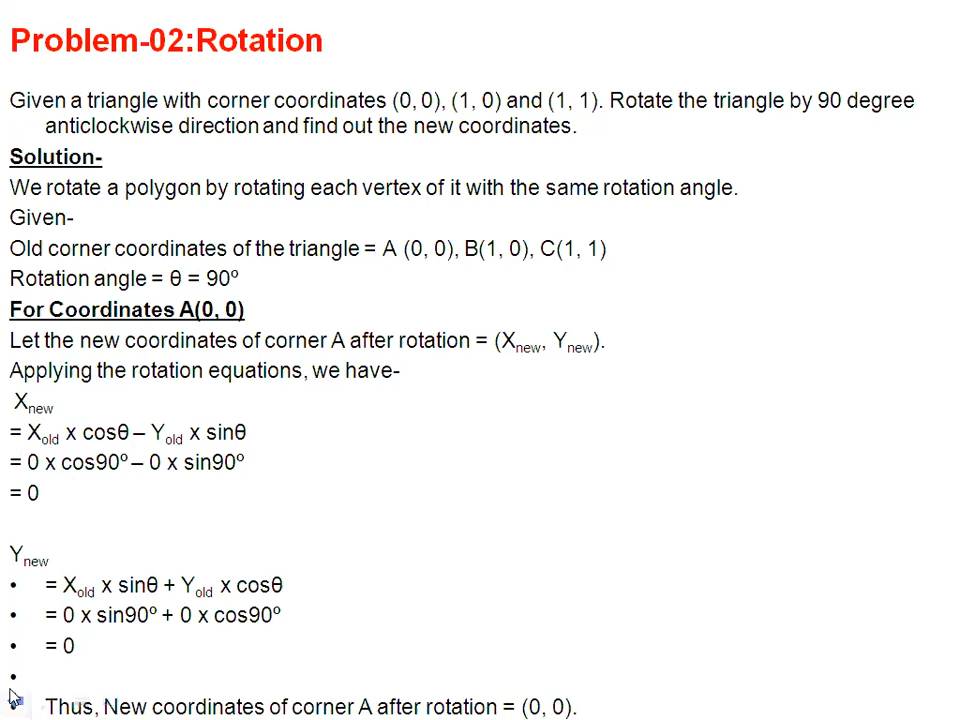 Problem-02:Rotation
Given a triangle with corner coordinates (0, 0), (1, 0) and (1, 1). Rotate the triangle by 90 degree
anticlockwise direction and find out the new coordinates.
Solution-
We rotate a polygon by rotating each vertex of it with the same rotation angle.
Given-
Old corner coordinates of the triangle = A (0, 0), B(1, 0), C(1, 1)
Rotation angle = θ = 90º
For Coordinates A(0, 0)
Let the new coordinates of corner A after rotation = (Xnew, Ynew).
Applying the rotation equations, we have-
Xnew
= Xold x cosθ – Yold x sinθ
= 0 x cos90º – 0 x sin90º
= 0
Ynew
• = Xold x sinθ + Yold x cosθ
• = 0 x sin90º + 0 x cos90º
• = 0
•
• Thus, New coordinates of corner A after rotation = (0, 0).